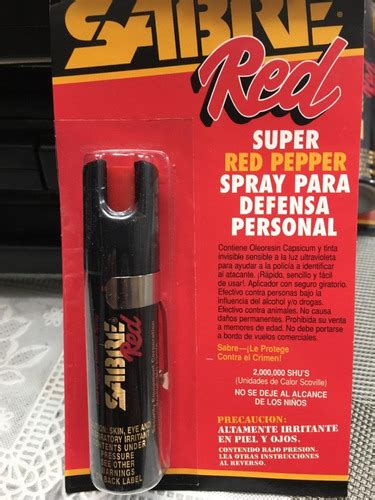 SABRE
Red
SUPER
RED PEPPER
SPRAY PARA
DEFENSA
PERSONAL
Contiene Oleoresin Capsicum y tinta
invisible sensible a la luz ultravioleta
para ayudar a la policía a identificar
al atacante. ¡Rápido, sencillo y fácil
de usar!. Aplicador con seguro giratorio.
Efectivo contra personas bajo la
influencia del alcohol y/o drogas.
Efectivo contra animales. No causa
daños permanentes. Prohibida su venta
a menores de edad. No debe portarse
a bordo de vuelos comerciales.
Sabre—¡Le Protege
Contra el Crimen!
2,000,000 SHU'S
(Unidades de Calor Scoville)
NO SE DEJE AL ALCANCE
DE LOS NIÑOS
PRECAUCION:
ALTAMENTE IRRITANTE
EN PIEL Y OJOS.
CONTENIDO BAJO PRESION.
LEA OTRAS INSTRUCCIONES
AL REVERSO.
SABRE
Red
SKIN, EYE AND
IRRITANT
CONTENTS UNDER
PRESSURE
SEE OTHER
WARNINGS
BACK LABEL